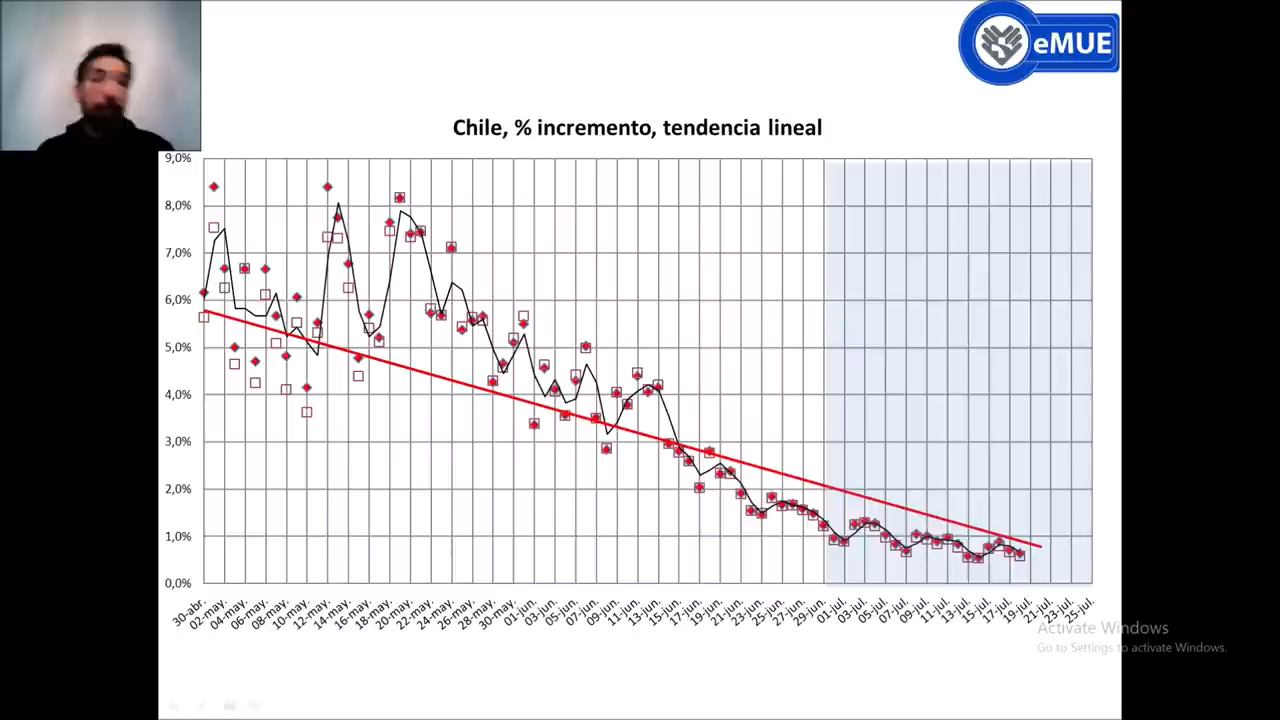 eMUE
Chile, % incremento, tendencia lineal
9,0%
8,0%
7,0%
6,0%
5,0%
4,0%
3,0%
2,0%
1,0%
0,0%
30-abr.
02-may.
04-may.
06-may.
08-may.
10-may.
12-may.
14-may.
16-may.
18-may.
20-may.
22-may.
24-may.
26-may.
28-may.
30-may.
01-jun.
03-jun.
05-jun.
07-jun.
09-jun.
11-jun.
13-jun.
15-jun.
17-jun.
19-jun.
21-jun.
23-jun.
25-jun.
27-jun.
29-jun.
01-jul.
03-jul.
05-jul.
07-jul.
09-jul.
11-jul.
13-jul.
15-jul.
17-jul.
19-jul.
21-jul.
23-jul.
25-jul.
Activate Windows
Go to Settings to activate Windows.